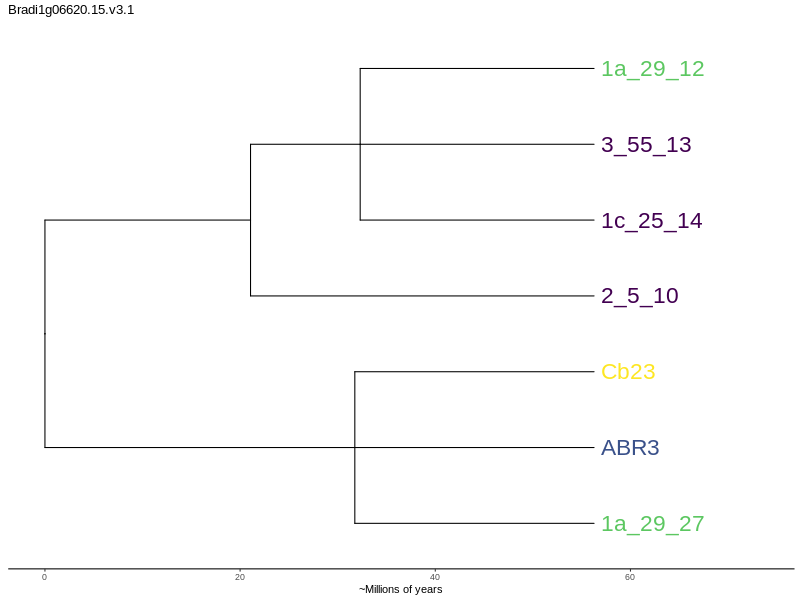 Bradi1g06620.15.v3.1
1a_29_12
3_55_13
1c_25_14
2_5_10
Cb23
ABR3
1a_29_27
0 20 40 60
~Millions of years